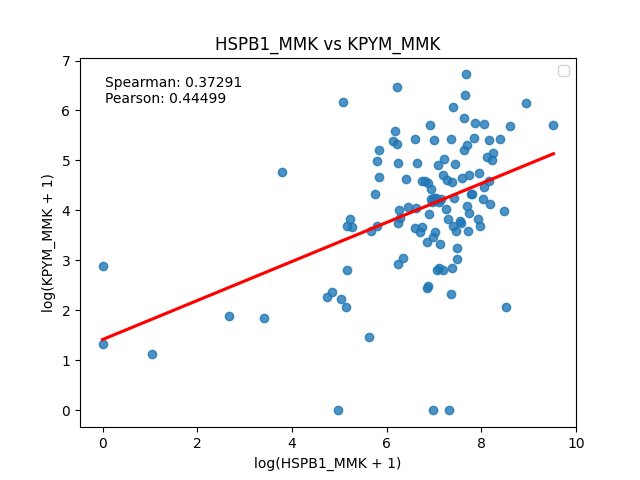 HSPB1_MMK vs KPYM_MMK
Spearman: 0.37291
Pearson: 0.44499
log(KPYM_MMK + 1)
7
6
5
4
3
2
1
0
0 2 4 6 8 10
log(HSPB1_MMK + 1)